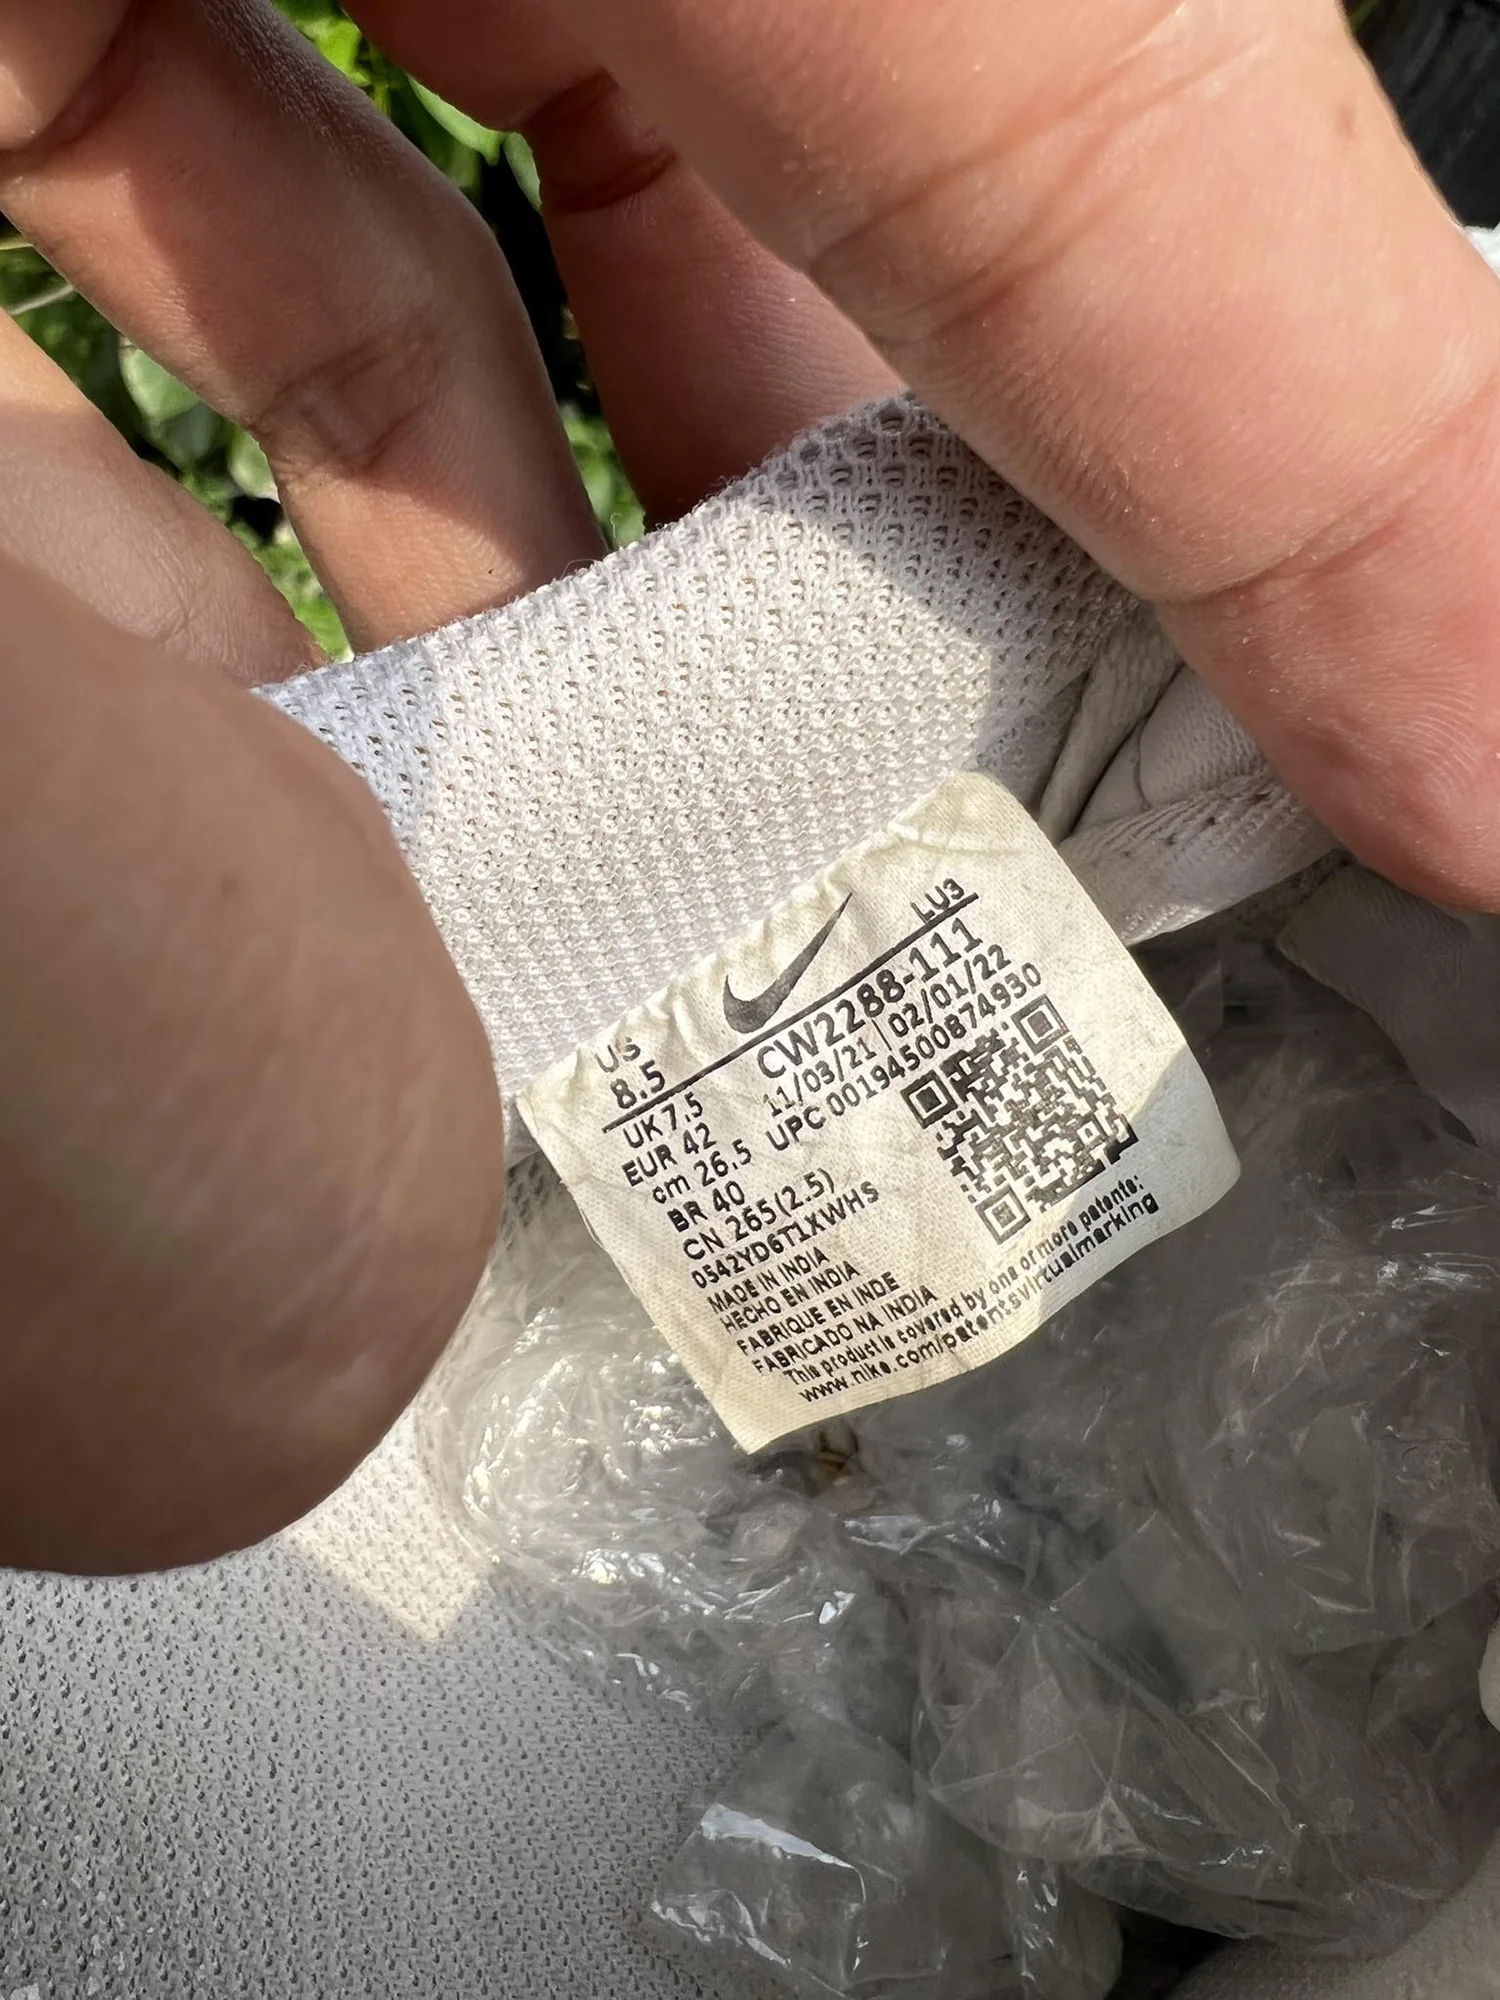 LU3
US
8.5
CW2288-111
11/03/21 | 02/01/22
UPC 00194500874930
UK 7.5
EUR 42
cm 26.5
BR 40
CN 265(2.5)
0542YD6T1XWHS
MADE IN INDIA
HECHO EN INDIA
FABRIQUE EN INDE
FABRICADO NA INDIA
This product is covered by one or more patents:
www.nike.com/patentsvirtualmarking